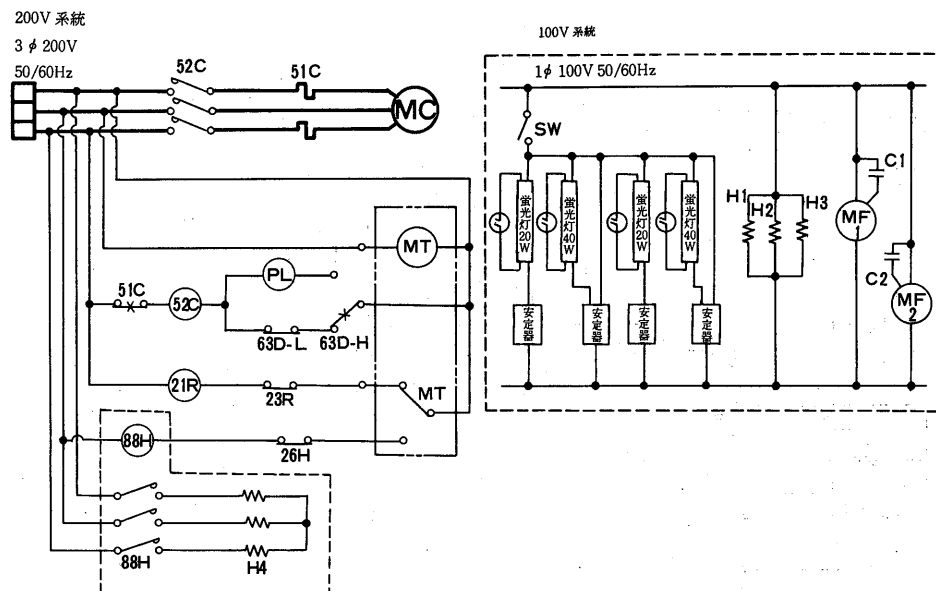 200V 系統
3 φ 200V
50/60Hz
52C
51C
MC
MT
PL
51C
52C
63D-L
63D-H
21R
23R
MT
88H
26H
88H
H4
100V 系統
1φ 100V 50/60Hz
SW
蛍光灯20W
蛍光灯40W
蛍光灯20W
蛍光灯40W
安定器
安定器
安定器
安定器
H1
H2
H3
C1
MF
1
C2
MF
2